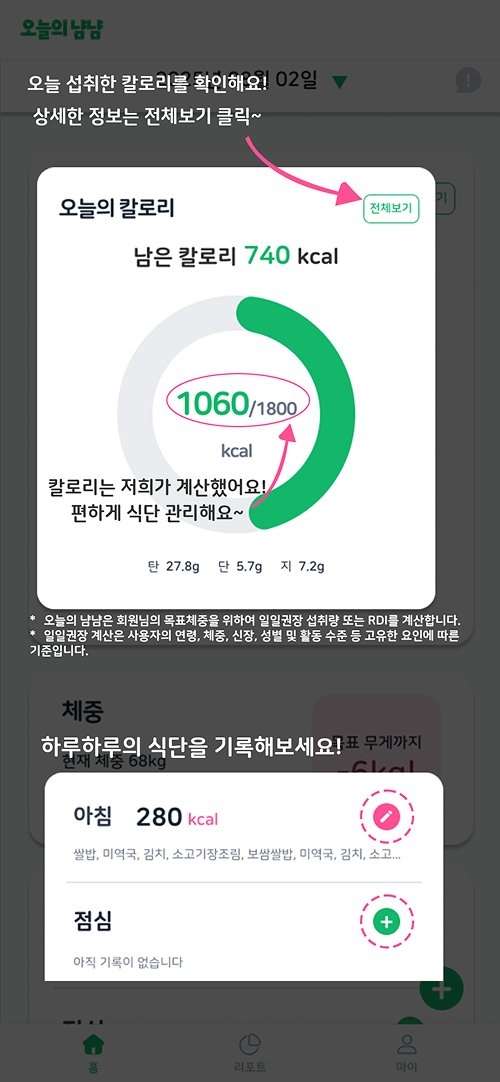 오늘의 냠냠
오늘 섭취한 칼로리를 확인해요!
02일
상세한 정보는 전체보기 클릭~
오늘의 칼로리
전체보기
기
남은 칼로리 740 kcal
1060/1800
kcal
칼로리는 저희가 계산했어요!
편하게 식단 관리해요~
탄 27.8g 단 5.7g 지 7.2g
* 오늘의 냠냠은 회원님의 목표체중을 위하여 일일권장 섭취량 또는 RDI를 계산합니다.
* 일일권장 계산은 사용자의 연령, 체중, 신장, 성별 및 활동 수준 등 고유한 요인에 따른
기준입니다.
체중
하루하루의 식단을 기록해보세요!
무게까지
현재 체중 68kg
-6kg
아침 280 kcal
쌀밥, 미역국, 김치, 소고기장조림, 보쌈쌀밥, 미역국, 김치, 소고...
점심
아직 기록이 없습니다
홈
리포트
마이